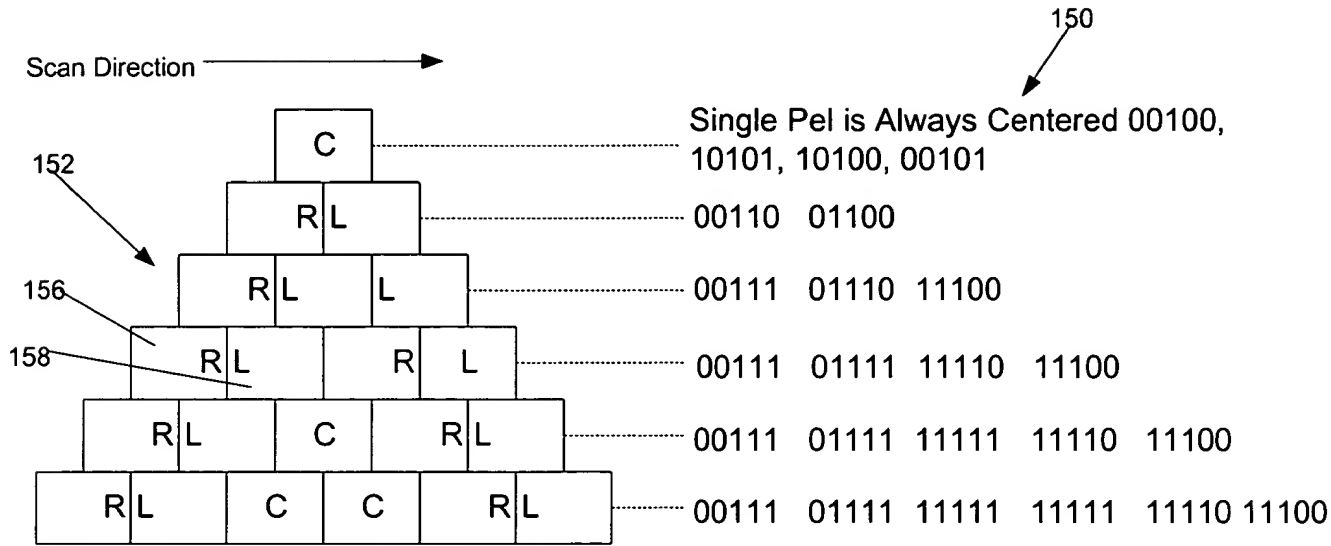 150
Scan Direction
Single Pel is Always Centered 00100,
C
10101, 10100, 00101
152
R L 00110 01100
R L L 00111 01110 11100
156
R L R L 00111 01111 11110 11100
158
R L C R L 00111 01111 11111 11110 11100
R L C C R L 00111 01111 11111 11111 11110 11100